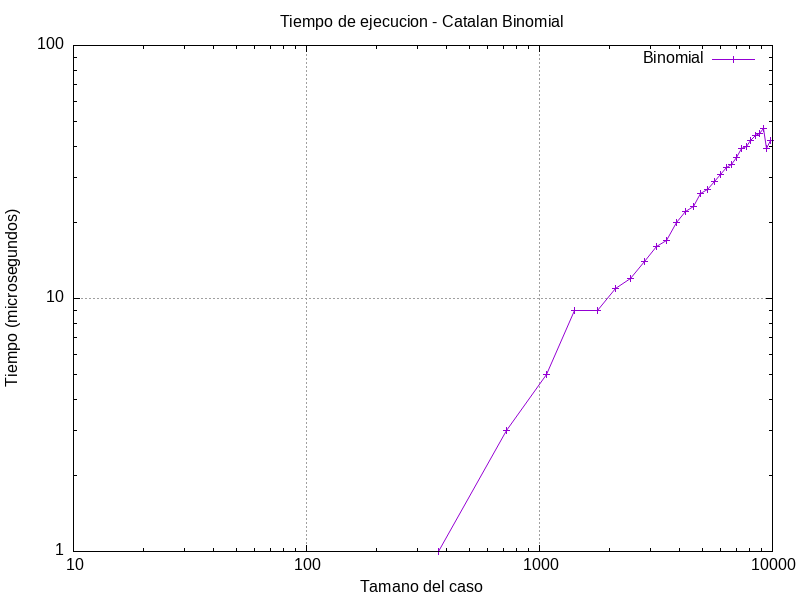 Tiempo de ejecucion - Catalan Binomial
100
Binomial
10
1
10
100
1000
10000
Tiempo (microsegundos)
Tamano del caso